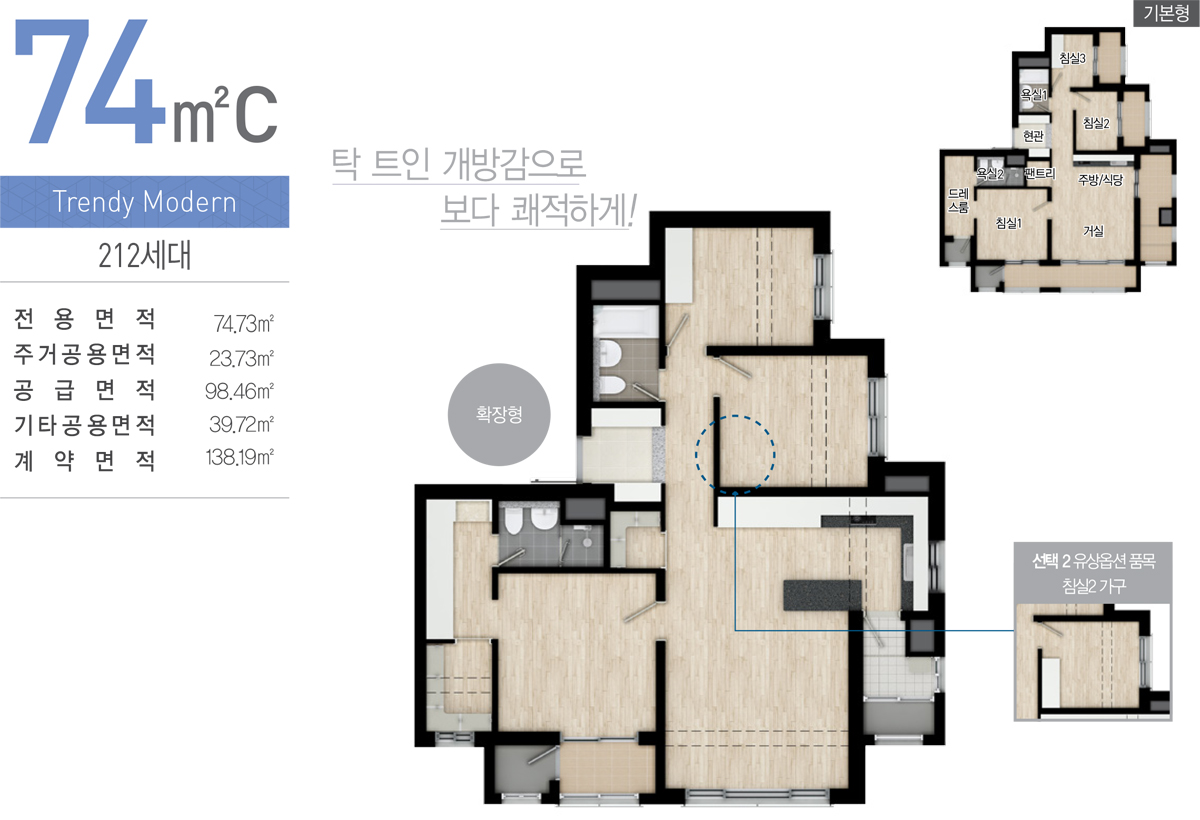 74m²C
Trendy Modern
212세대
전용면적 74.73㎡
주거공용면적 23.73㎡
공급면적 98.46㎡
기타공용면적 39.72㎡
계약면적 138.19㎡
탁 트인 개방감으로
보다 쾌적하게!
확장형
기본형
침실3
욕실1
침실2
현관
욕실2
팬트리
주방/식당
드레
스룸
침실1
거실
선택 2 유상옵션 품목
침실2 가구